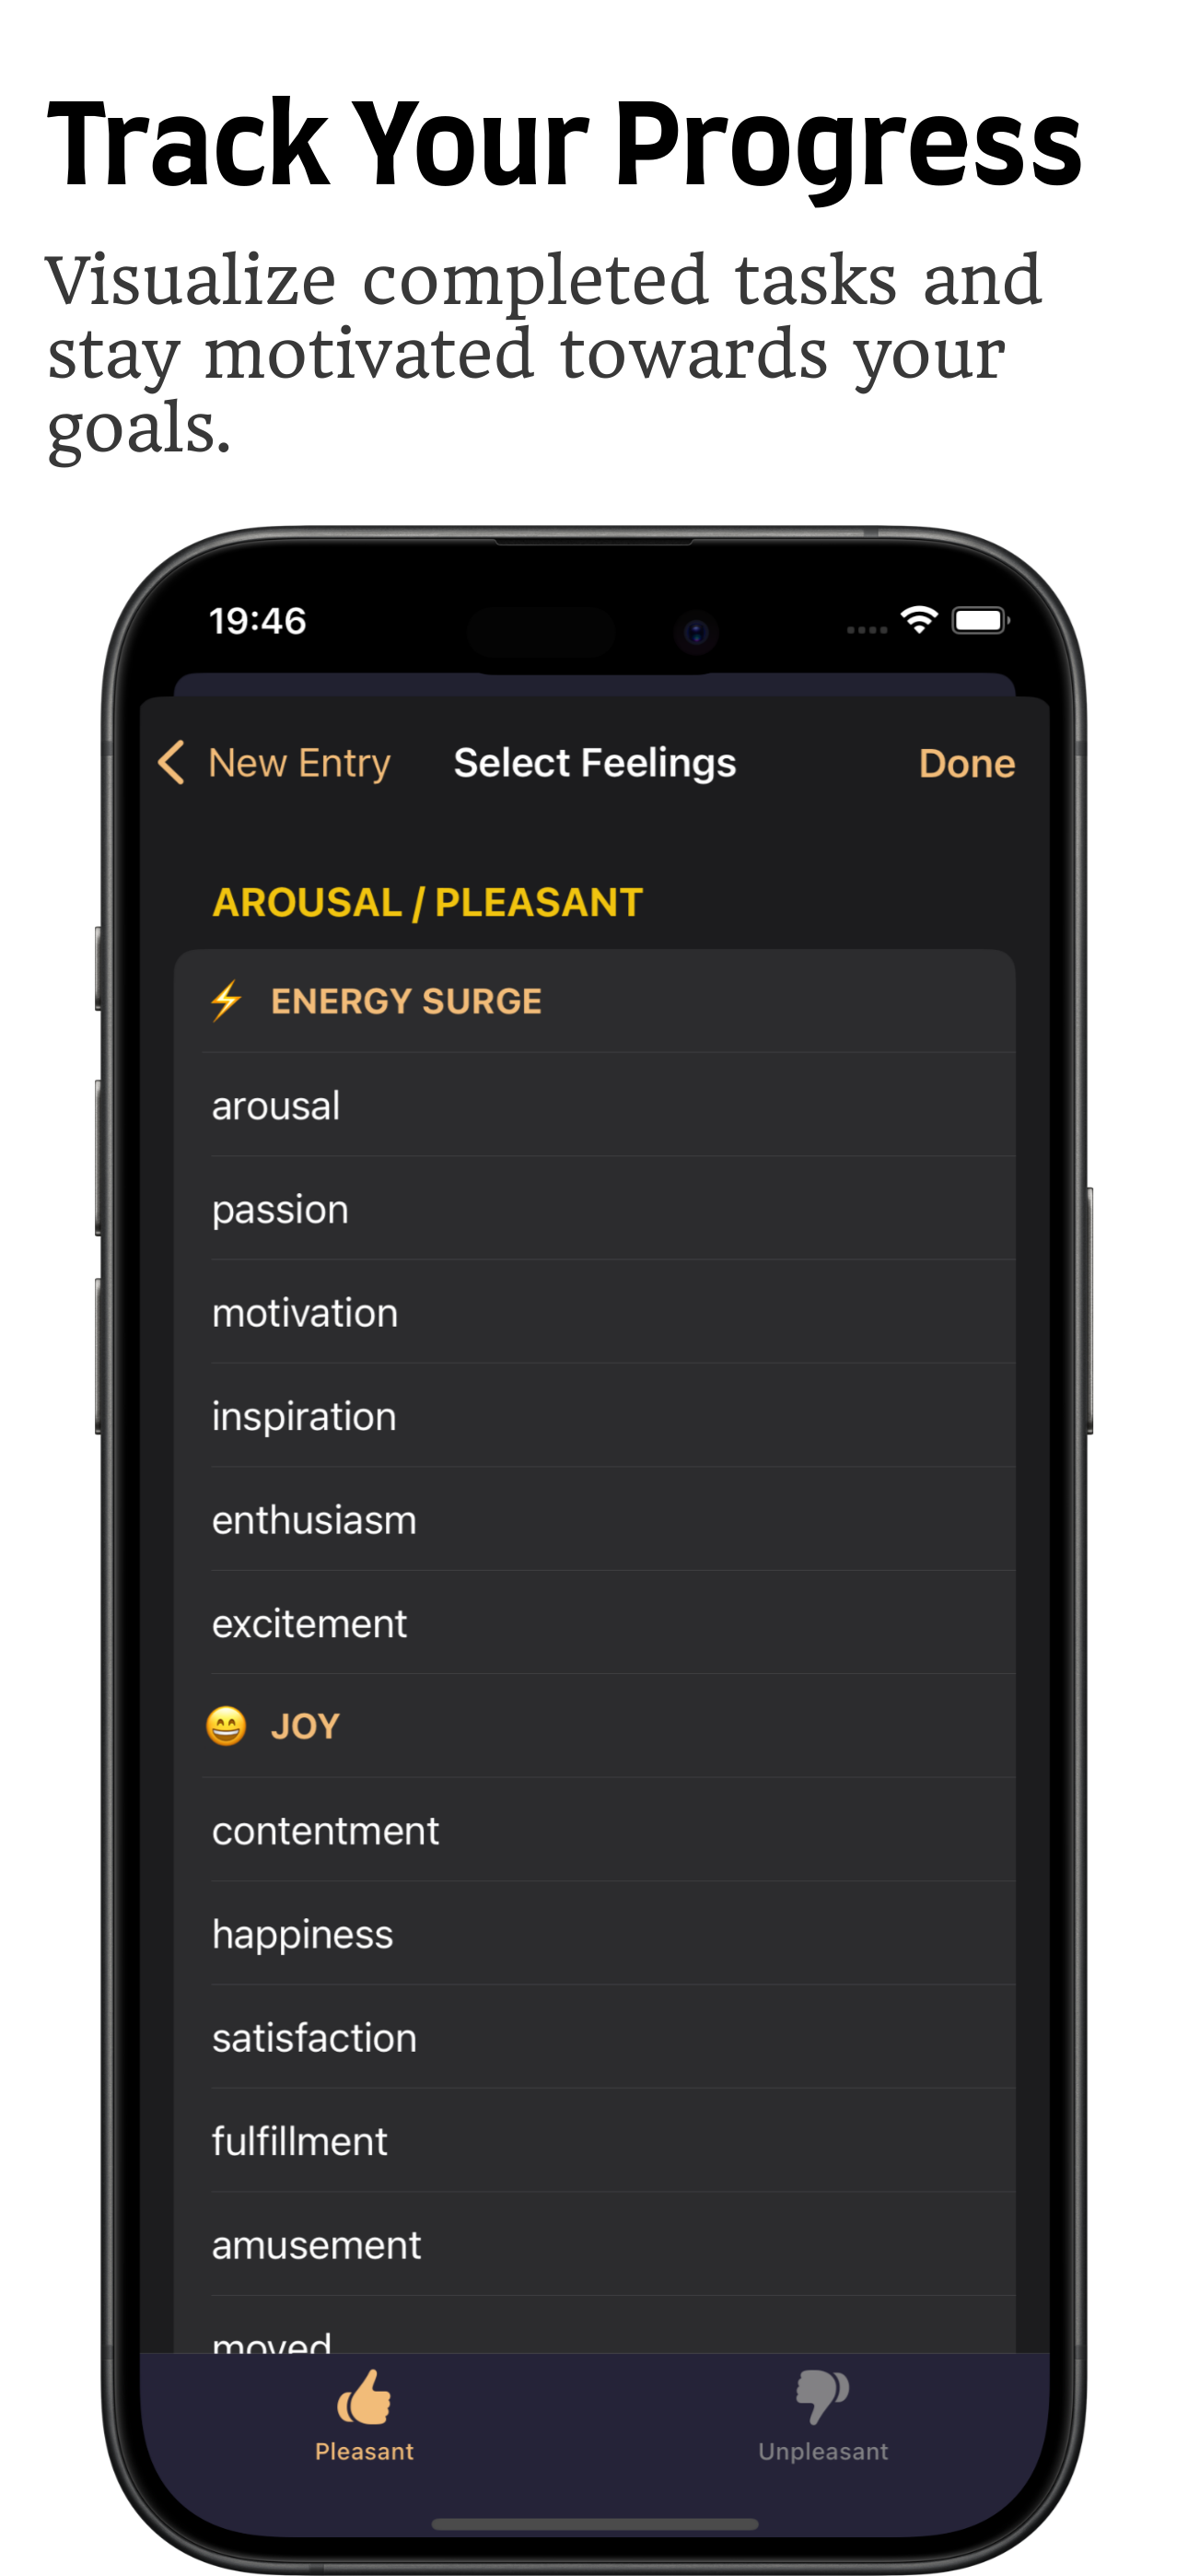 Track Your Progress
Visualize completed tasks and
stay motivated towards your
goals.
19:46
New Entry
Select Feelings
Done
AROUSAL / PLEASANT
⚡ ENERGY SURGE
arousal
passion
motivation
inspiration
enthusiasm
excitement
😄 JOY
contentment
happiness
satisfaction
fulfillment
amusement
moved
Pleasant
Unpleasant